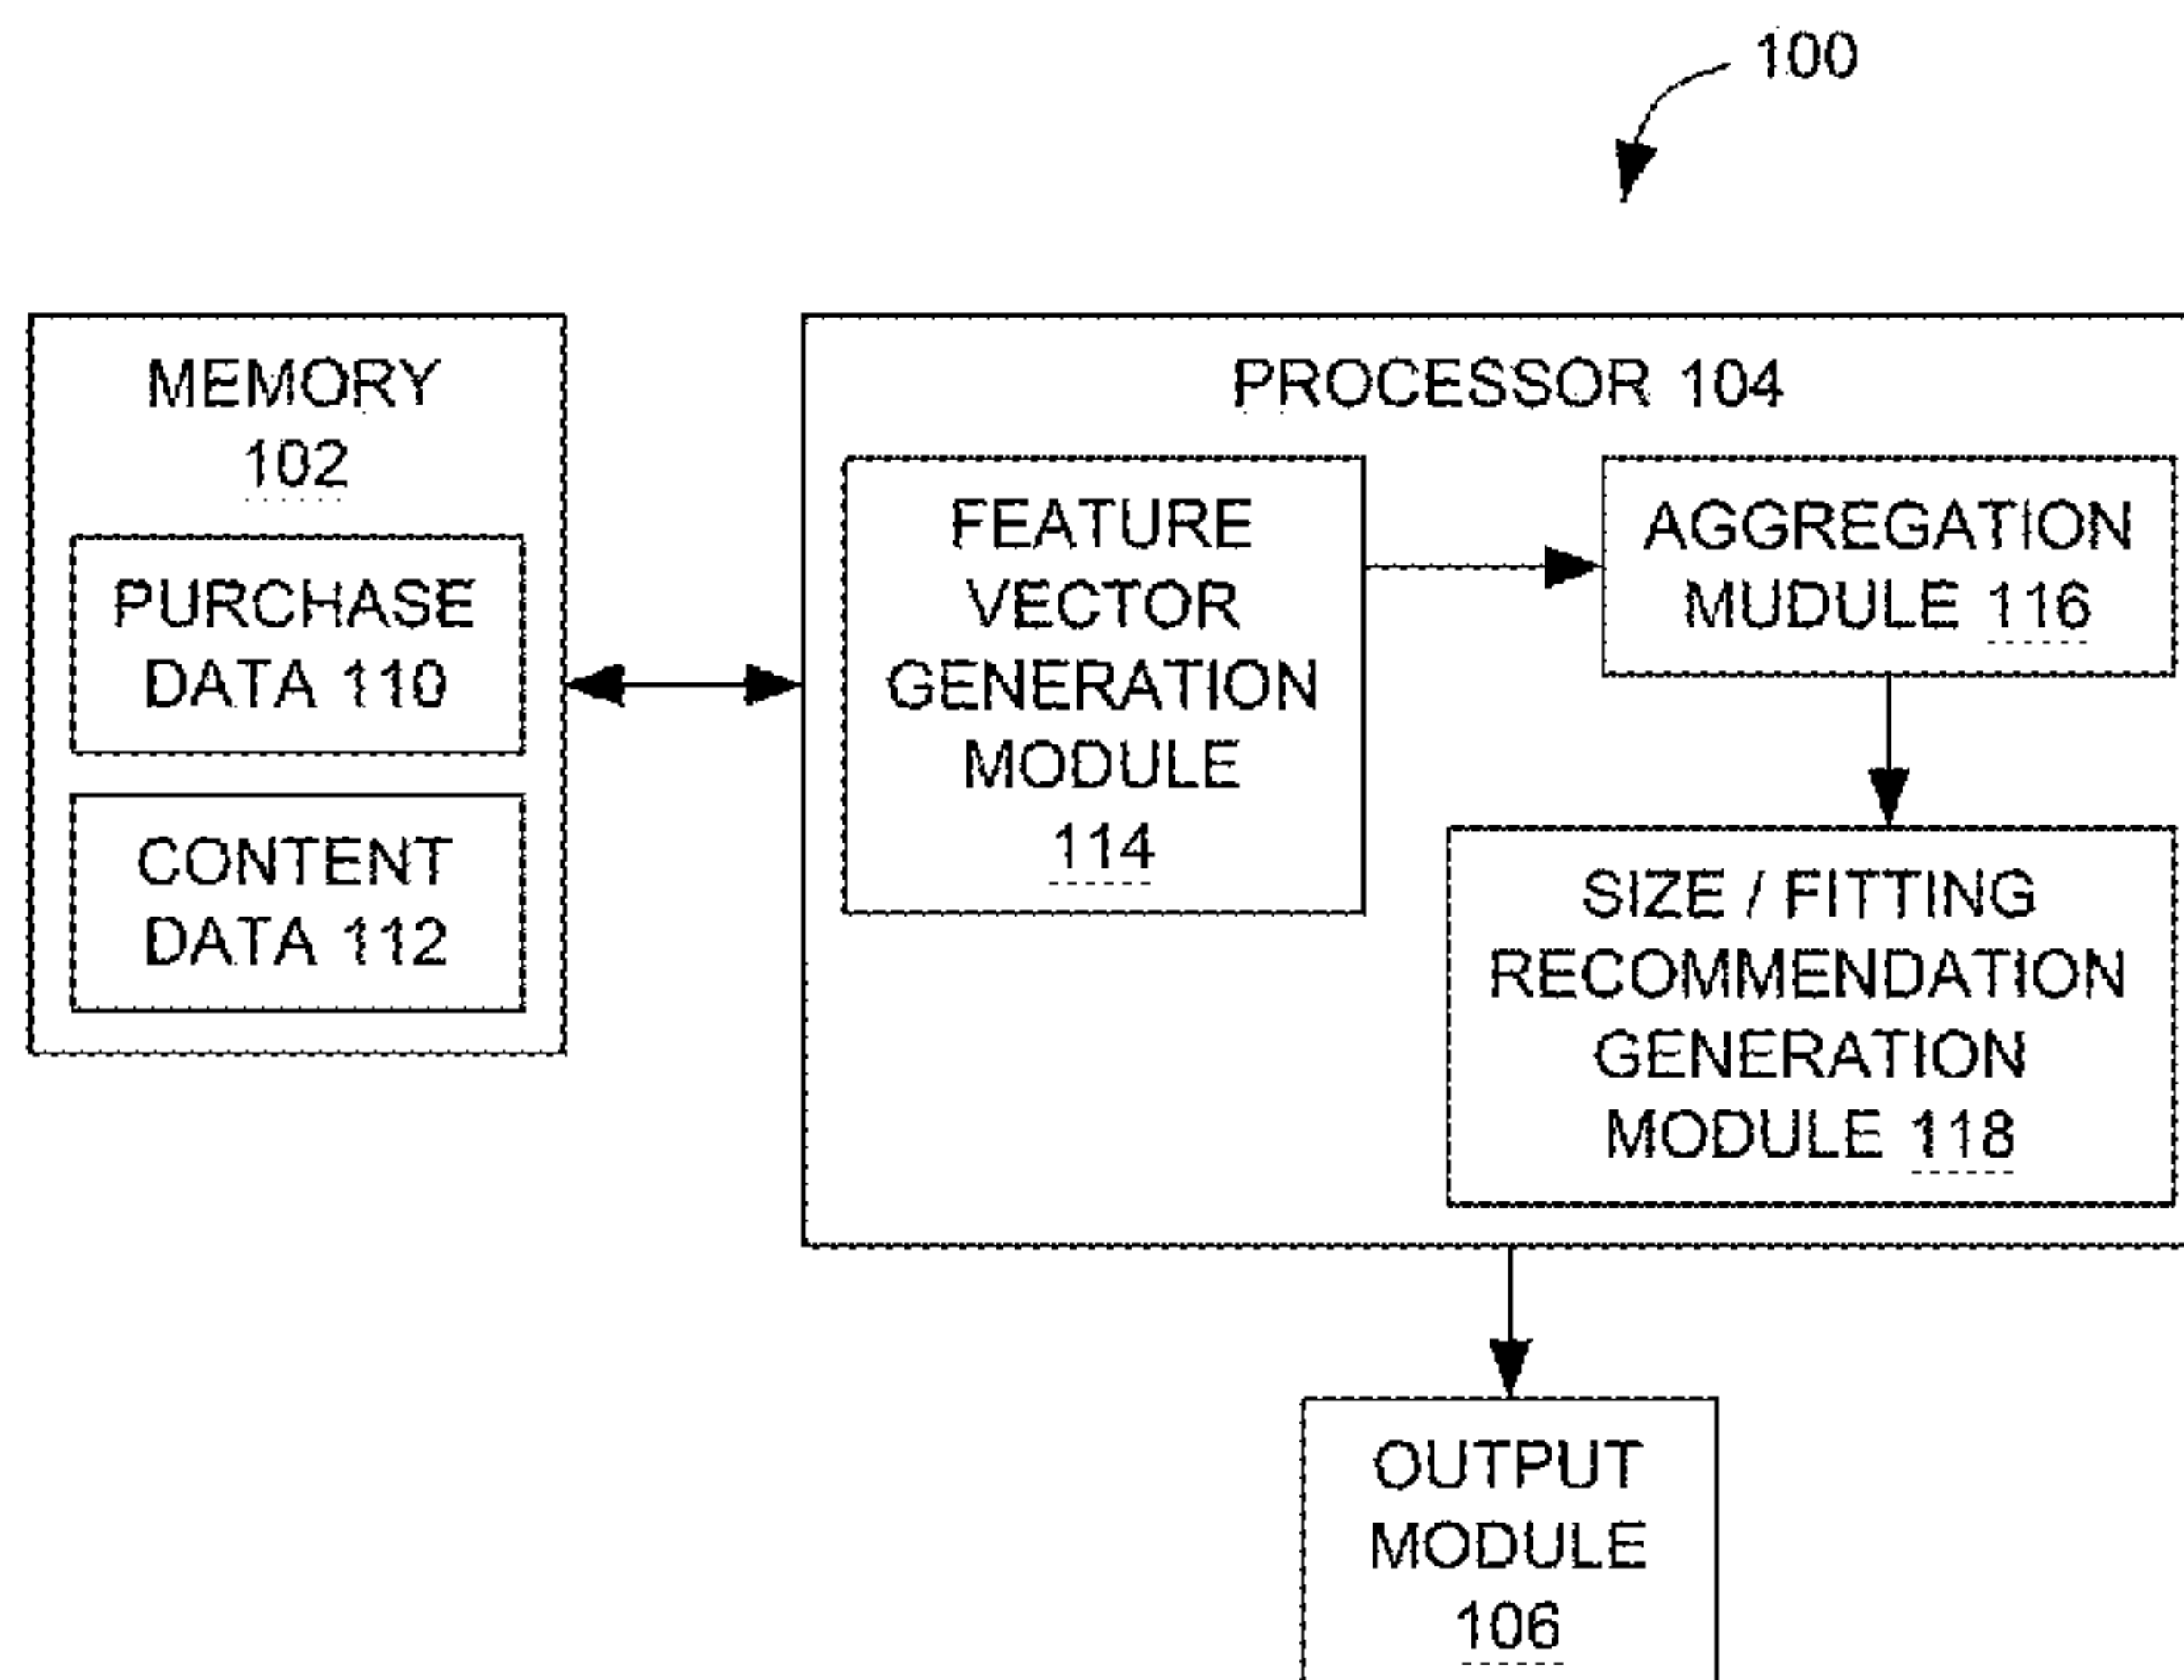 100
MEMORY
102
PURCHASE
DATA 110
CONTENT
DATA 112
PROCESSOR 104
FEATURE
VECTOR
GENERATION
MODULE
114
AGGREGATION
MUDULE 116
SIZE / FITTING
RECOMMENDATION
GENERATION
MODULE 118
OUTPUT
MODULE
106